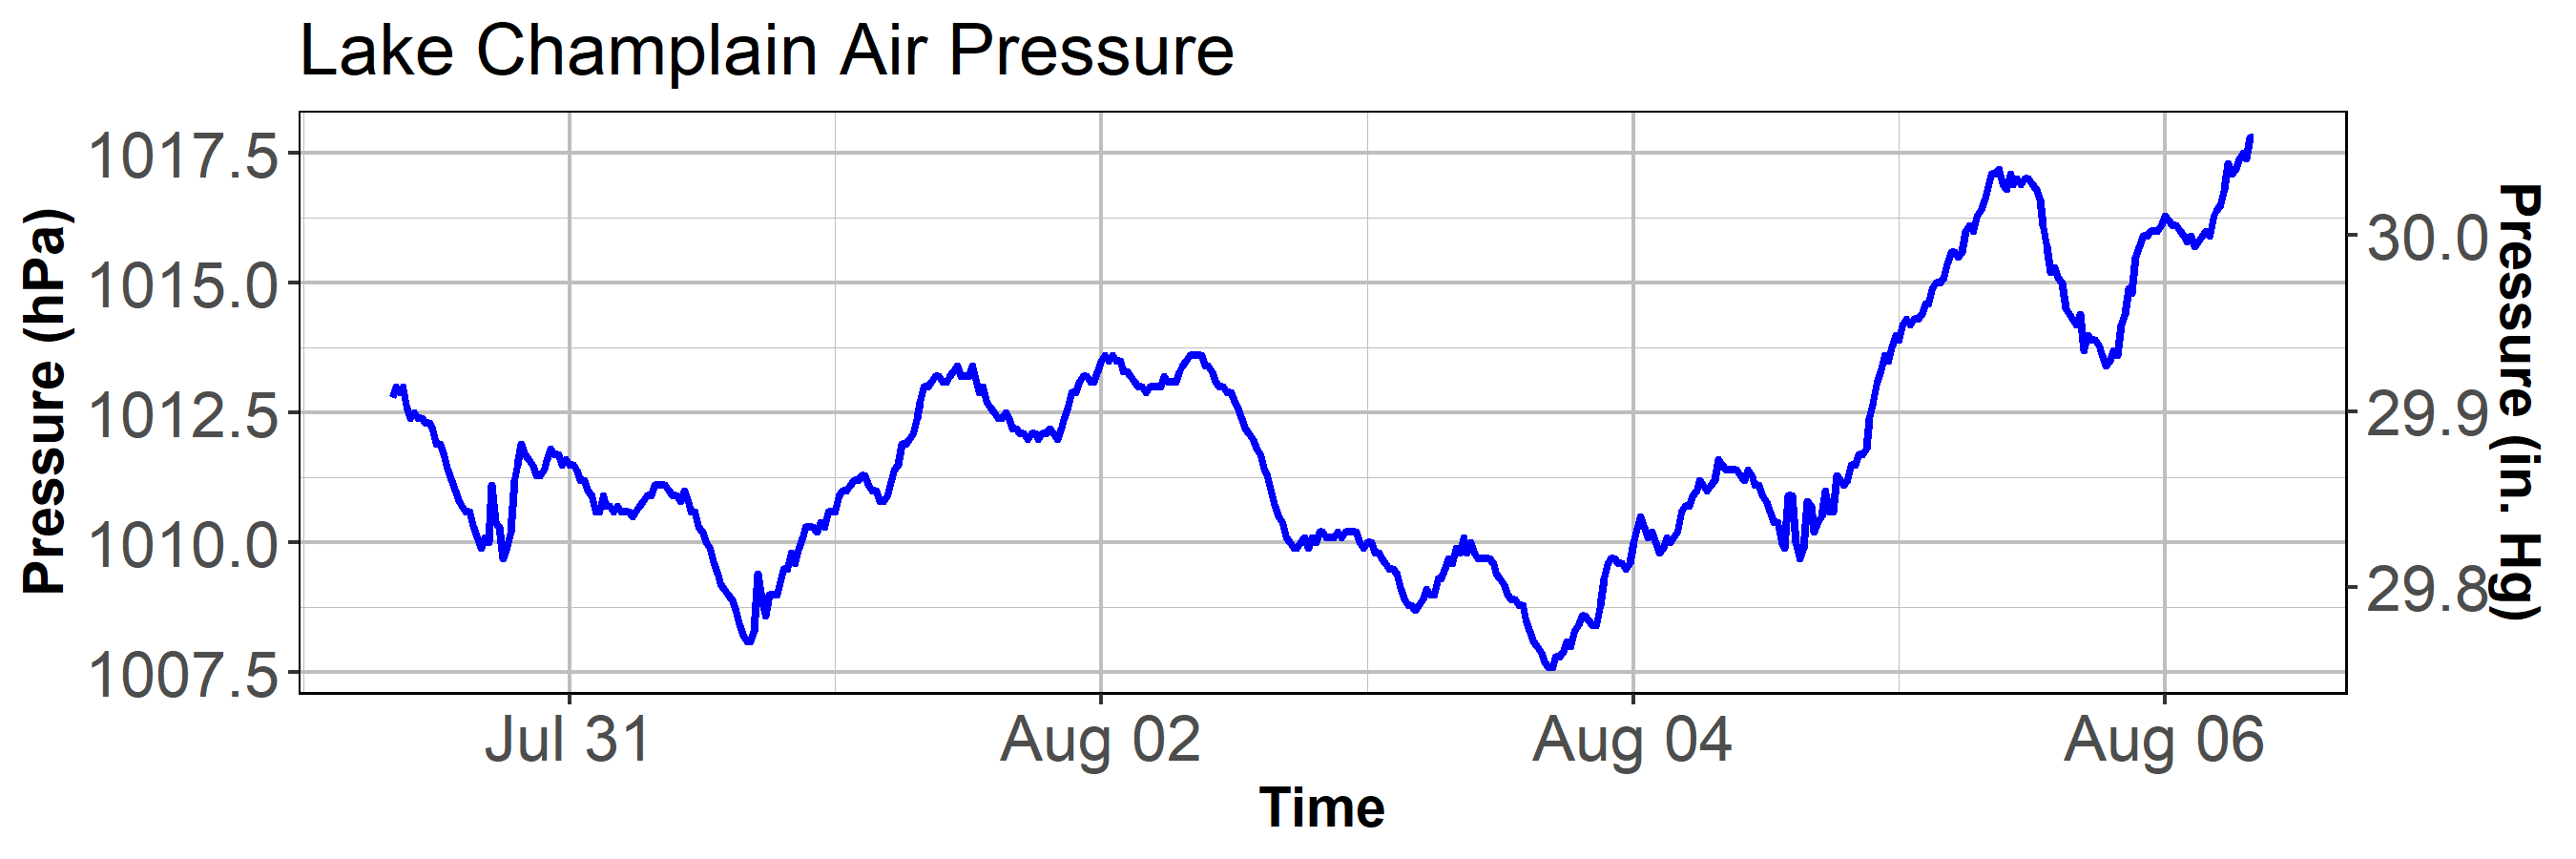 Lake Champlain Air Pressure
Pressure (hPa)
1017.5
1015.0
1012.5
1010.0
1007.5
30.0
29.9
29.8
Pressure (in. Hg)
Jul 31
Aug 02
Aug 04
Aug 06
Time